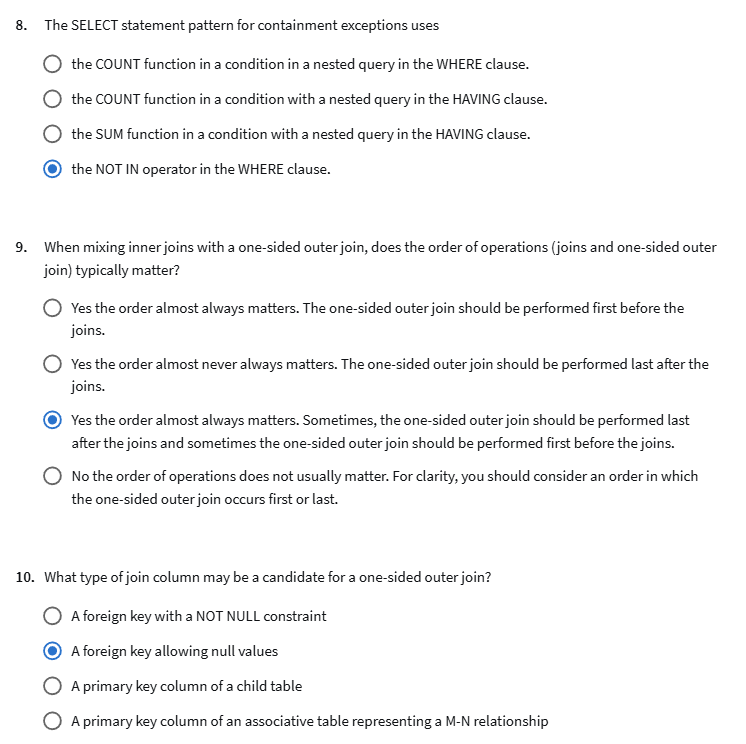 8. The SELECT statement pattern for containment exceptions uses
the COUNT function in a condition in a nested query in the WHERE clause.
the COUNT function in a condition with a nested query in the HAVING clause.
the SUM function in a condition with a nested query in the HAVING clause.
the NOT IN operator in the WHERE clause.
9. When mixing inner joins with a one-sided outer join, does the order of operations (joins and one-sided outer
join) typically matter?
Yes the order almost always matters. The one-sided outer join should be performed first before the
joins.
Yes the order almost never always matters. The one-sided outer join should be performed last after the
joins.
Yes the order almost always matters. Sometimes, the one-sided outer join should be performed last
after the joins and sometimes the one-sided outer join should be performed first before the joins.
No the order of operations does not usually matter. For clarity, you should consider an order in which
the one-sided outer join occurs first or last.
10. What type of join column may be a candidate for a one-sided outer join?
A foreign key with a NOT NULL constraint
A foreign key allowing null values
A primary key column of a child table
A primary key column of an associative table representing a M-N relationship